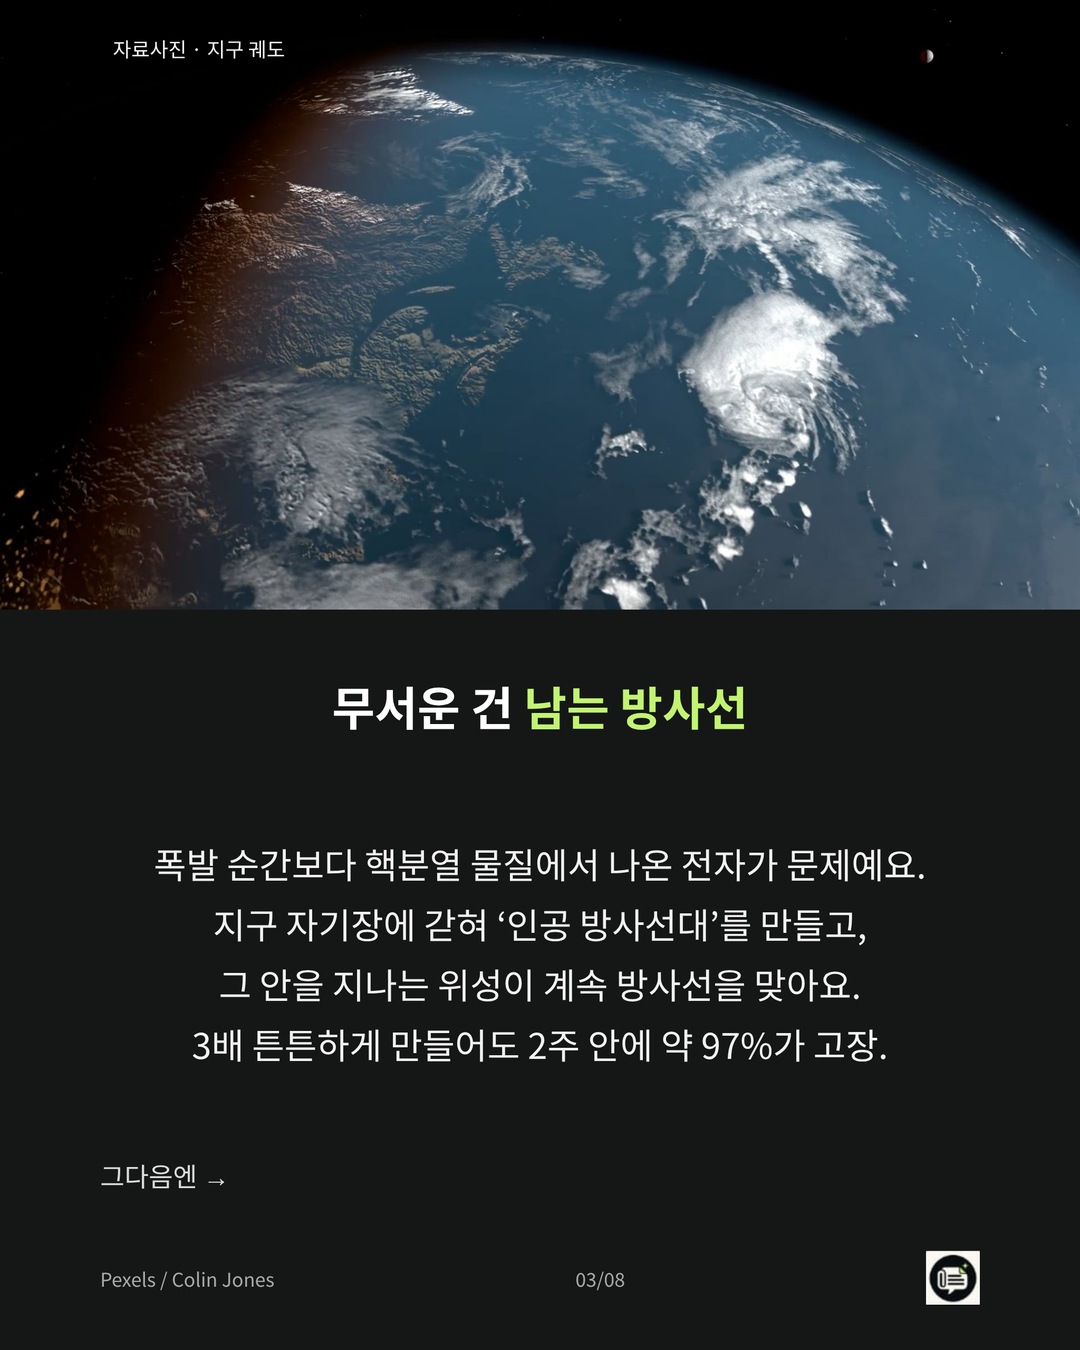 자료사진 · 지구 궤도
무서운 건 남는 방사선
폭발 순간보다 핵분열 물질에서 나온 전자가 문제예요.
지구 자기장에 갇혀 ‘인공 방사선대’를 만들고,
그 안을 지나는 위성이 계속 방사선을 맞아요.
3배 튼튼하게 만들어도 2주 안에 약 97%가 고장.
그다음엔 →
Pexels / Colin Jones
03/08